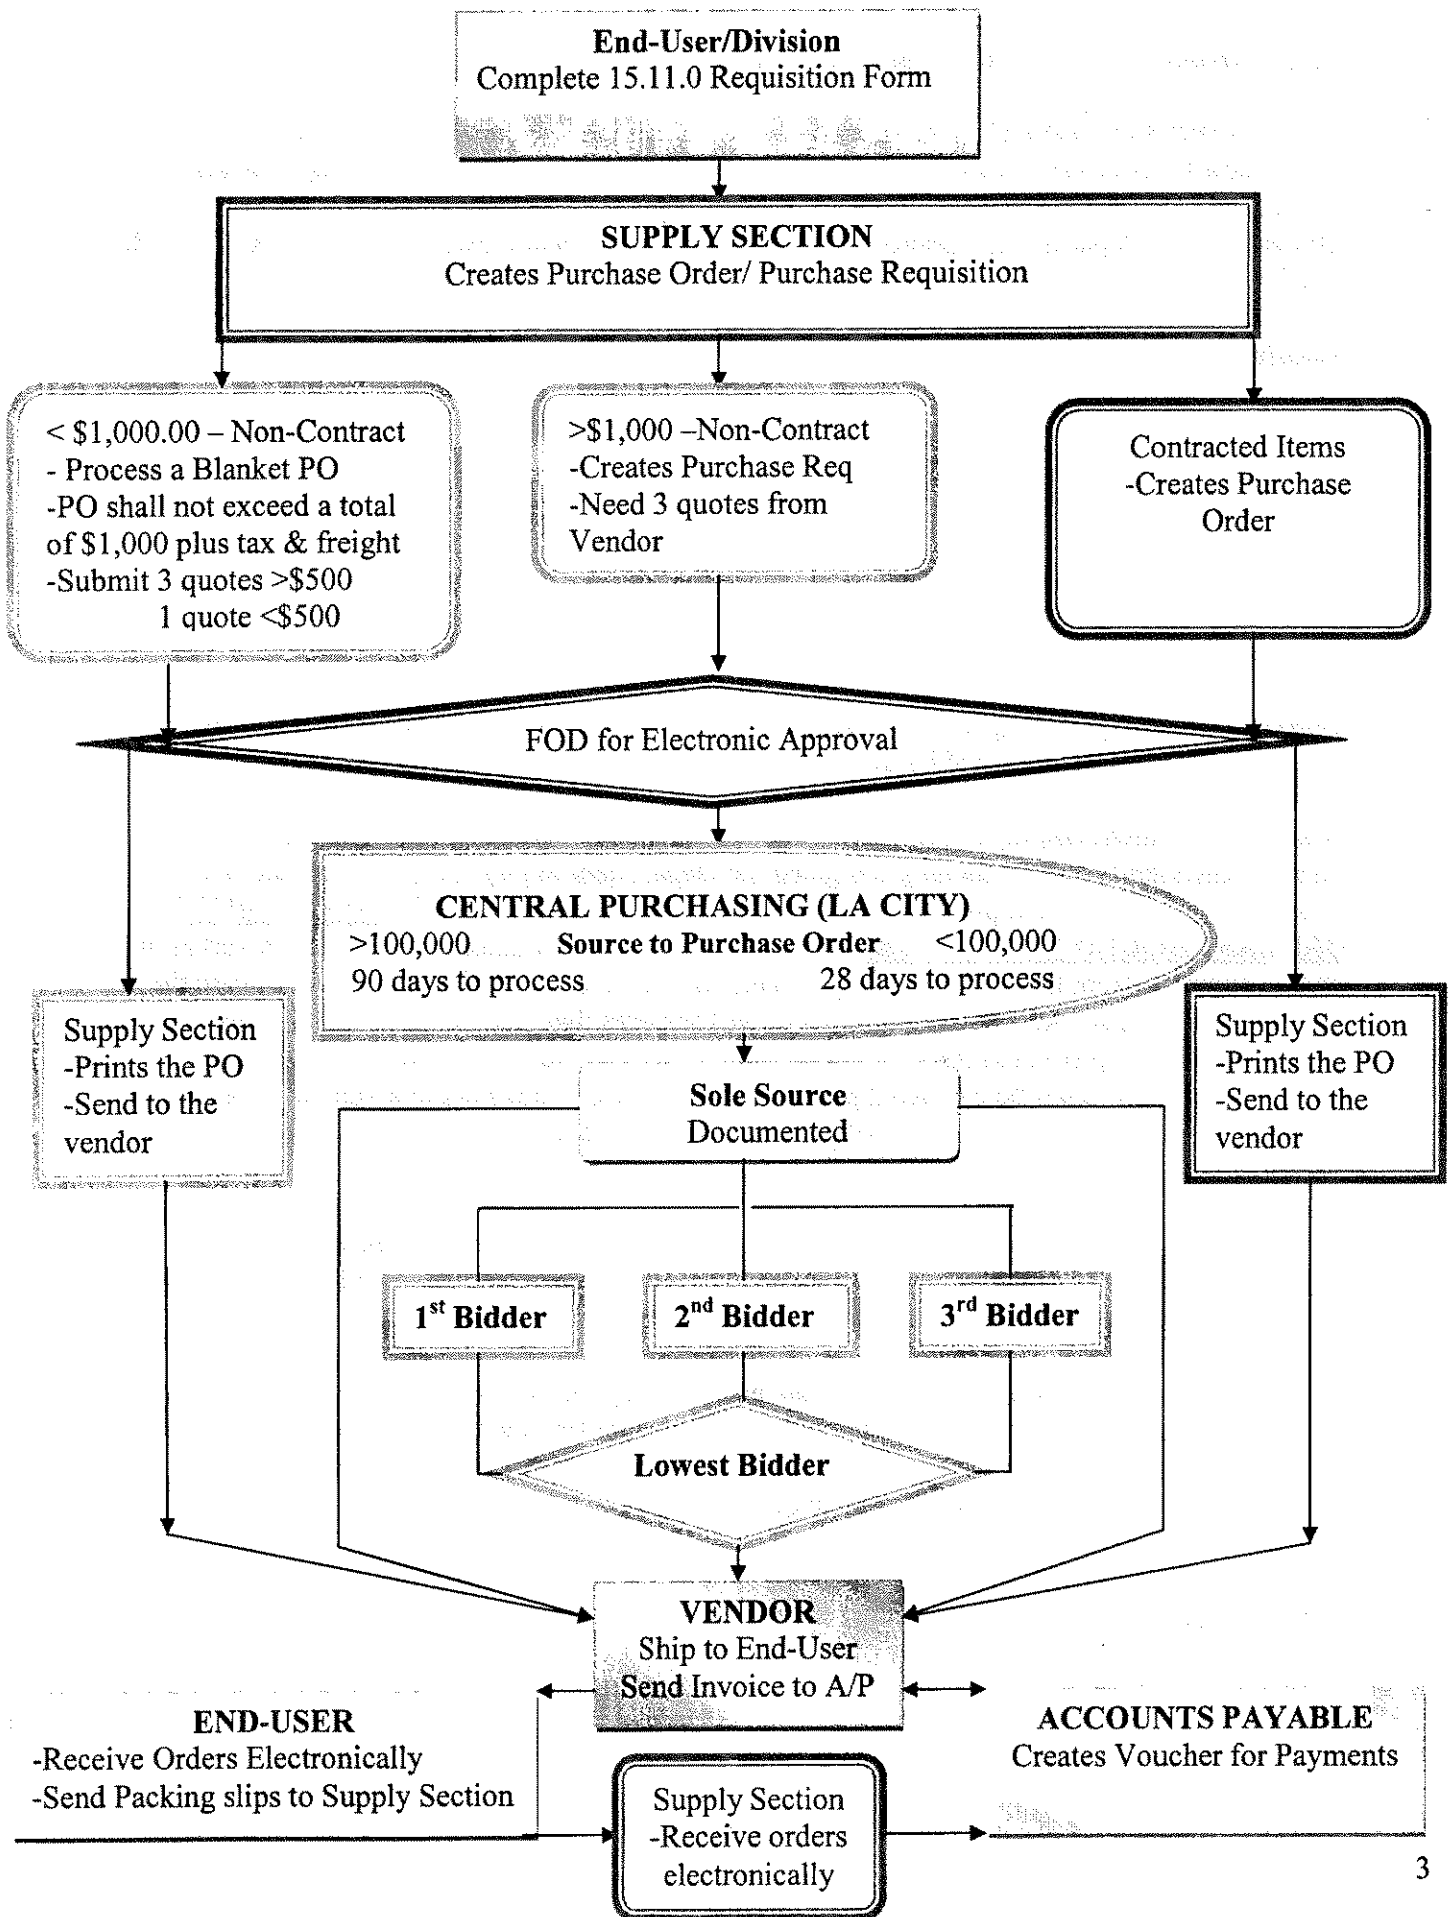 End-User/Division
Complete 15.11.0 Requisition Form
SUPPLY SECTION
Creates Purchase Order/ Purchase Requisition
< $1,000.00 – Non-Contract
- Process a Blanket PO
-PO shall not exceed a total
of $1,000 plus tax & freight
-Submit 3 quotes >$500
1 quote <$500
>$1,000 –Non-Contract
-Creates Purchase Req
-Need 3 quotes from
Vendor
Contracted Items
-Creates Purchase
Order
FOD for Electronic Approval
CENTRAL PURCHASING (LA CITY)
>100,000 Source to Purchase Order <100,000
90 days to process 28 days to process
Supply Section
-Prints the PO
-Send to the
vendor
Sole Source
Documented
Supply Section
-Prints the PO
-Send to the
vendor
1st Bidder
2nd Bidder
3rd Bidder
Lowest Bidder
VENDOR
Ship to End-User
Send Invoice to A/P
END-USER
-Receive Orders Electronically
-Send Packing slips to Supply Section
Supply Section
-Receive orders
electronically
ACCOUNTS PAYABLE
Creates Voucher for Payments
3